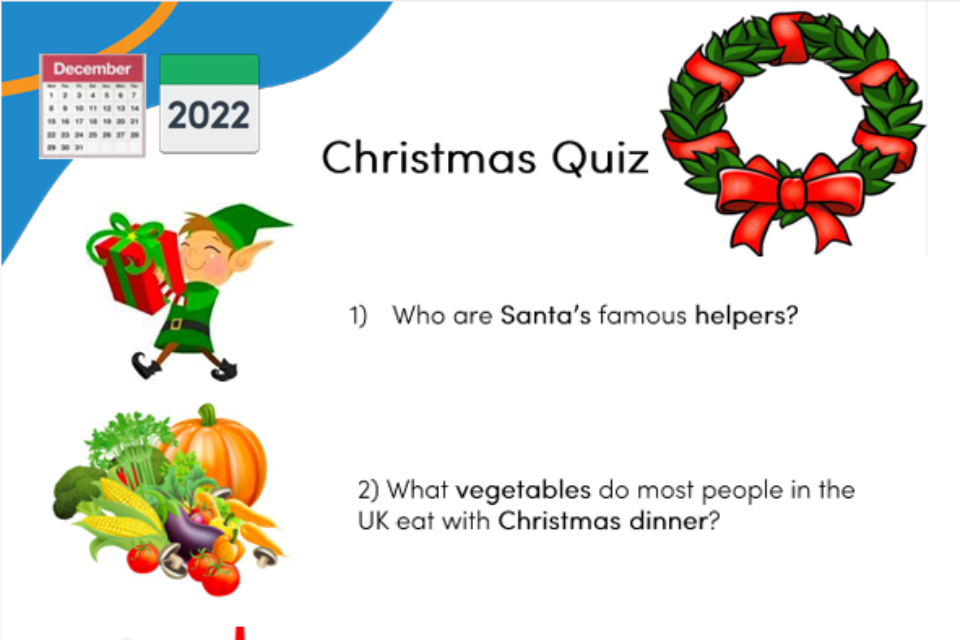 December
1 2 3 4 5 6 7
8 9 10 11 12 13 14
15 16 17 18 19 20 21
22 23 24 25 26 27 28
29 30 31
2022
Christmas Quiz
1) Who are Santa's famous helpers?
2) What vegetables do most people in the
UK eat with Christmas dinner?